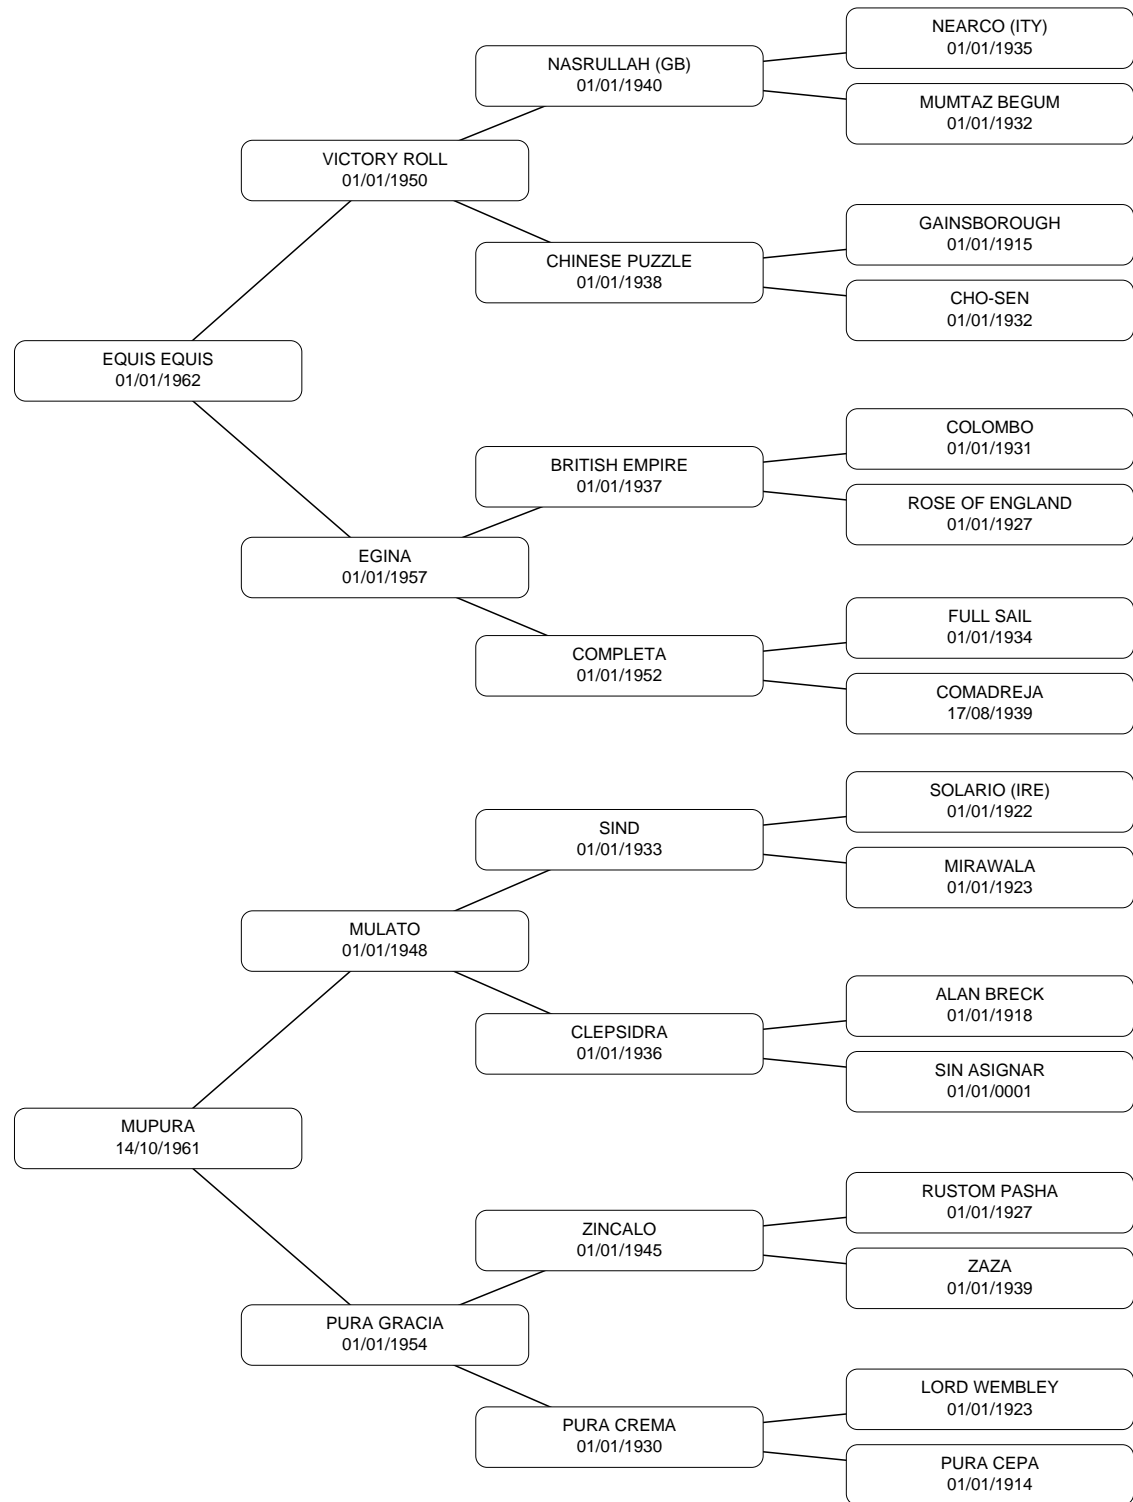 NEARCO (ITY)
01/01/1935
NASRULLAH (GB)
01/01/1940
MUMTAZ BEGUM
01/01/1932
VICTORY ROLL
01/01/1950
GAINSBOROUGH
01/01/1915
CHINESE PUZZLE
01/01/1938
CHO-SEN
01/01/1932
EQUIS EQUIS
01/01/1962
COLOMBO
01/01/1931
BRITISH EMPIRE
01/01/1937
ROSE OF ENGLAND
01/01/1927
EGINA
01/01/1957
FULL SAIL
01/01/1934
COMPLETA
01/01/1952
COMADREJA
17/08/1939
SOLARIO (IRE)
01/01/1922
SIND
01/01/1933
MIRAWALA
01/01/1923
MULATO
01/01/1948
ALAN BRECK
01/01/1918
CLEPSIDRA
01/01/1936
SIN ASIGNAR
01/01/0001
MUPURA
14/10/1961
RUSTOM PASHA
01/01/1927
ZINCALO
01/01/1945
ZAZA
01/01/1939
PURA GRACIA
01/01/1954
LORD WEMBLEY
01/01/1923
PURA CREMA
01/01/1930
PURA CEPA
01/01/1914